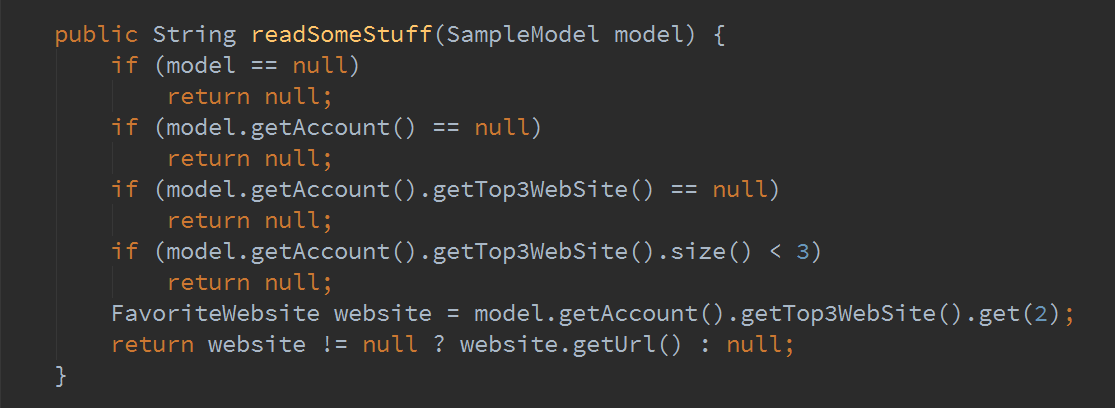 public String readSomeStuff(SampleModel model) {
    if (model == null)
        return null;
    if (model.getAccount() == null)
        return null;
    if (model.getAccount().getTop3WebSite() == null)
        return null;
    if (model.getAccount().getTop3WebSite().size() < 3)
        return null;
    FavoriteWebsite website = model.getAccount().getTop3WebSite().get(2);
    return website != null ? website.getUrl() : null;
}